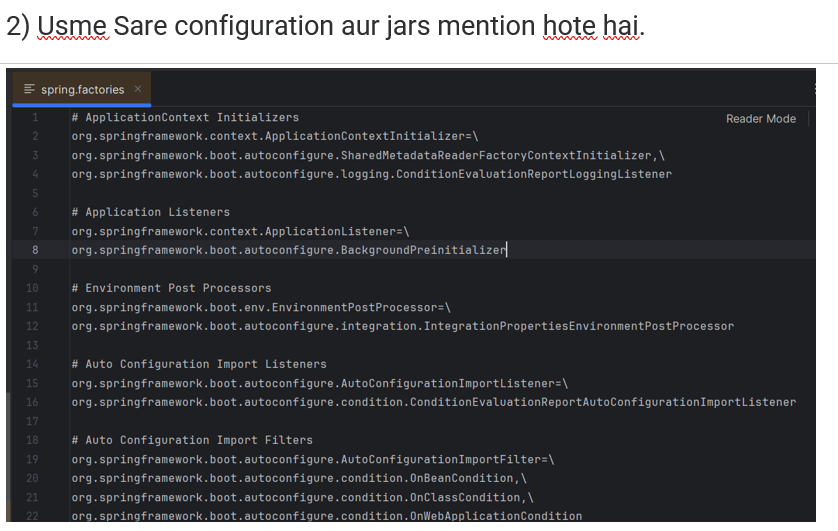 2) Usme Sare configuration aur jars mention hote hai.
spring.factories ×
Reader Mode
1 # ApplicationContext Initializers
2 org.springframework.context.ApplicationContextInitializer=\
3 org.springframework.boot.autoconfigure.SharedMetadataReaderFactoryContextInitializer,\
4 org.springframework.boot.autoconfigure.logging.ConditionEvaluationReportLoggingListener
5
6 # Application Listeners
7 org.springframework.context.ApplicationListener=\
8 org.springframework.boot.autoconfigure.BackgroundPreinitializer
9
10 # Environment Post Processors
11 org.springframework.boot.env.EnvironmentPostProcessor=\
12 org.springframework.boot.autoconfigure.integration.IntegrationPropertiesEnvironmentPostProcessor
13
14 # Auto Configuration Import Listeners
15 org.springframework.boot.autoconfigure.AutoConfigurationImportListener=\
16 org.springframework.boot.autoconfigure.condition.ConditionEvaluationReportAutoConfigurationImportListener
17
18 # Auto Configuration Import Filters
19 org.springframework.boot.autoconfigure.AutoConfigurationImportFilter=\
20 org.springframework.boot.autoconfigure.condition.OnBeanCondition,\
21 org.springframework.boot.autoconfigure.condition.OnClassCondition,\
22 org.springframework.boot.autoconfigure.condition.OnWebApplicationCondition